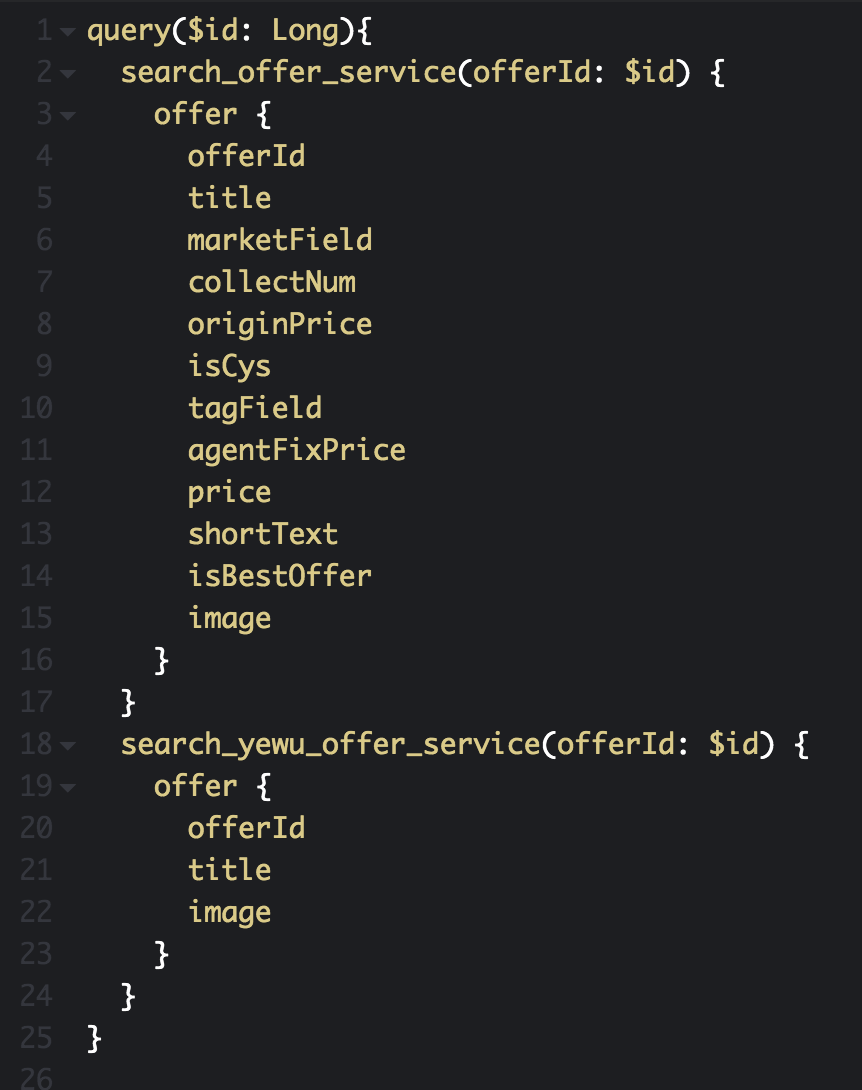 1 query($id: Long){
2   search_offer_service(offerId: $id) {
3     offer {
4       offerId
5       title
6       marketField
7       collectNum
8       originPrice
9       isCys
10       tagField
11       agentFixPrice
12       price
13       shortText
14       isBestOffer
15       image
16     }
17   }
18   search_yewu_offer_service(offerId: $id) {
19     offer {
20       offerId
21       title
22       image
23     }
24   }
25 }
26